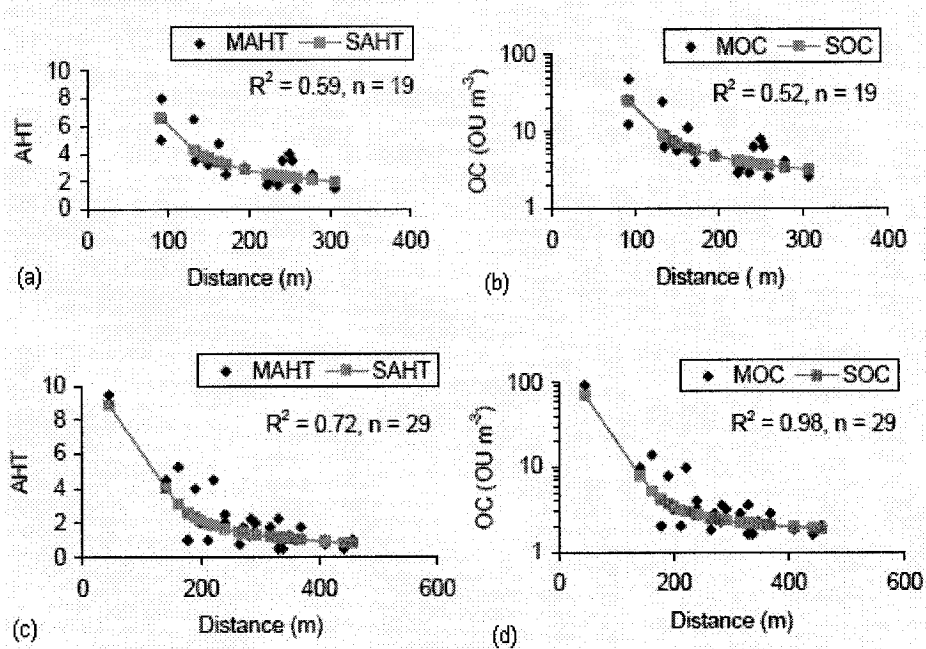 MAHT SAHT
R² = 0.59, n = 19
10
8
6
4
2
0
AHT
0 100 200 300 400
Distance (m)
(a)
MOC SOC
R² = 0.52, n = 19
100
10
1
OC (OU m⁻³)
0 100 200 300 400
Distance ( m)
(b)
MAHT SAHT
R² = 0.72, n = 29
10
8
6
4
2
0
AHT
0 200 400 600
Distance (m)
(c)
MOC SOC
R² = 0.98, n = 29
100
10
1
OC (OU m⁻³)
0 200 400 600
Distance (m)
(d)